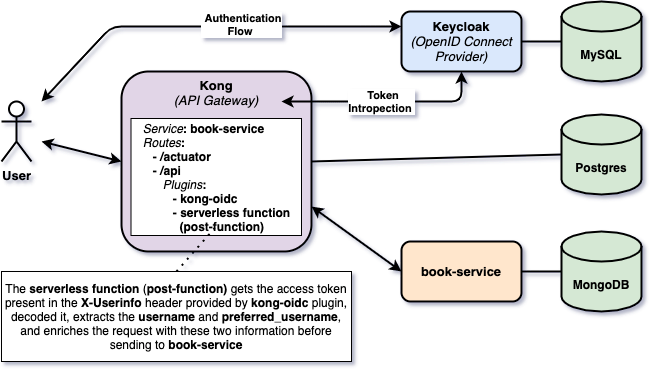 Authentication
Flow
Keycloak
(OpenID Connect
Provider)
MySQL
Kong
(API Gateway)
Token
Intropection
Service: book-service
Routes:
- /actuator
- /api
Plugins:
- kong-oidc
- serverless function
(post-function)
User
Postgres
book-service
MongoDB
The serverless function (post-function) gets the access token
present in the X-Userinfo header provided by kong-oidc plugin,
decoded it, extracts the username and preferred_username,
and enriches the request with these two information before
sending to book-service